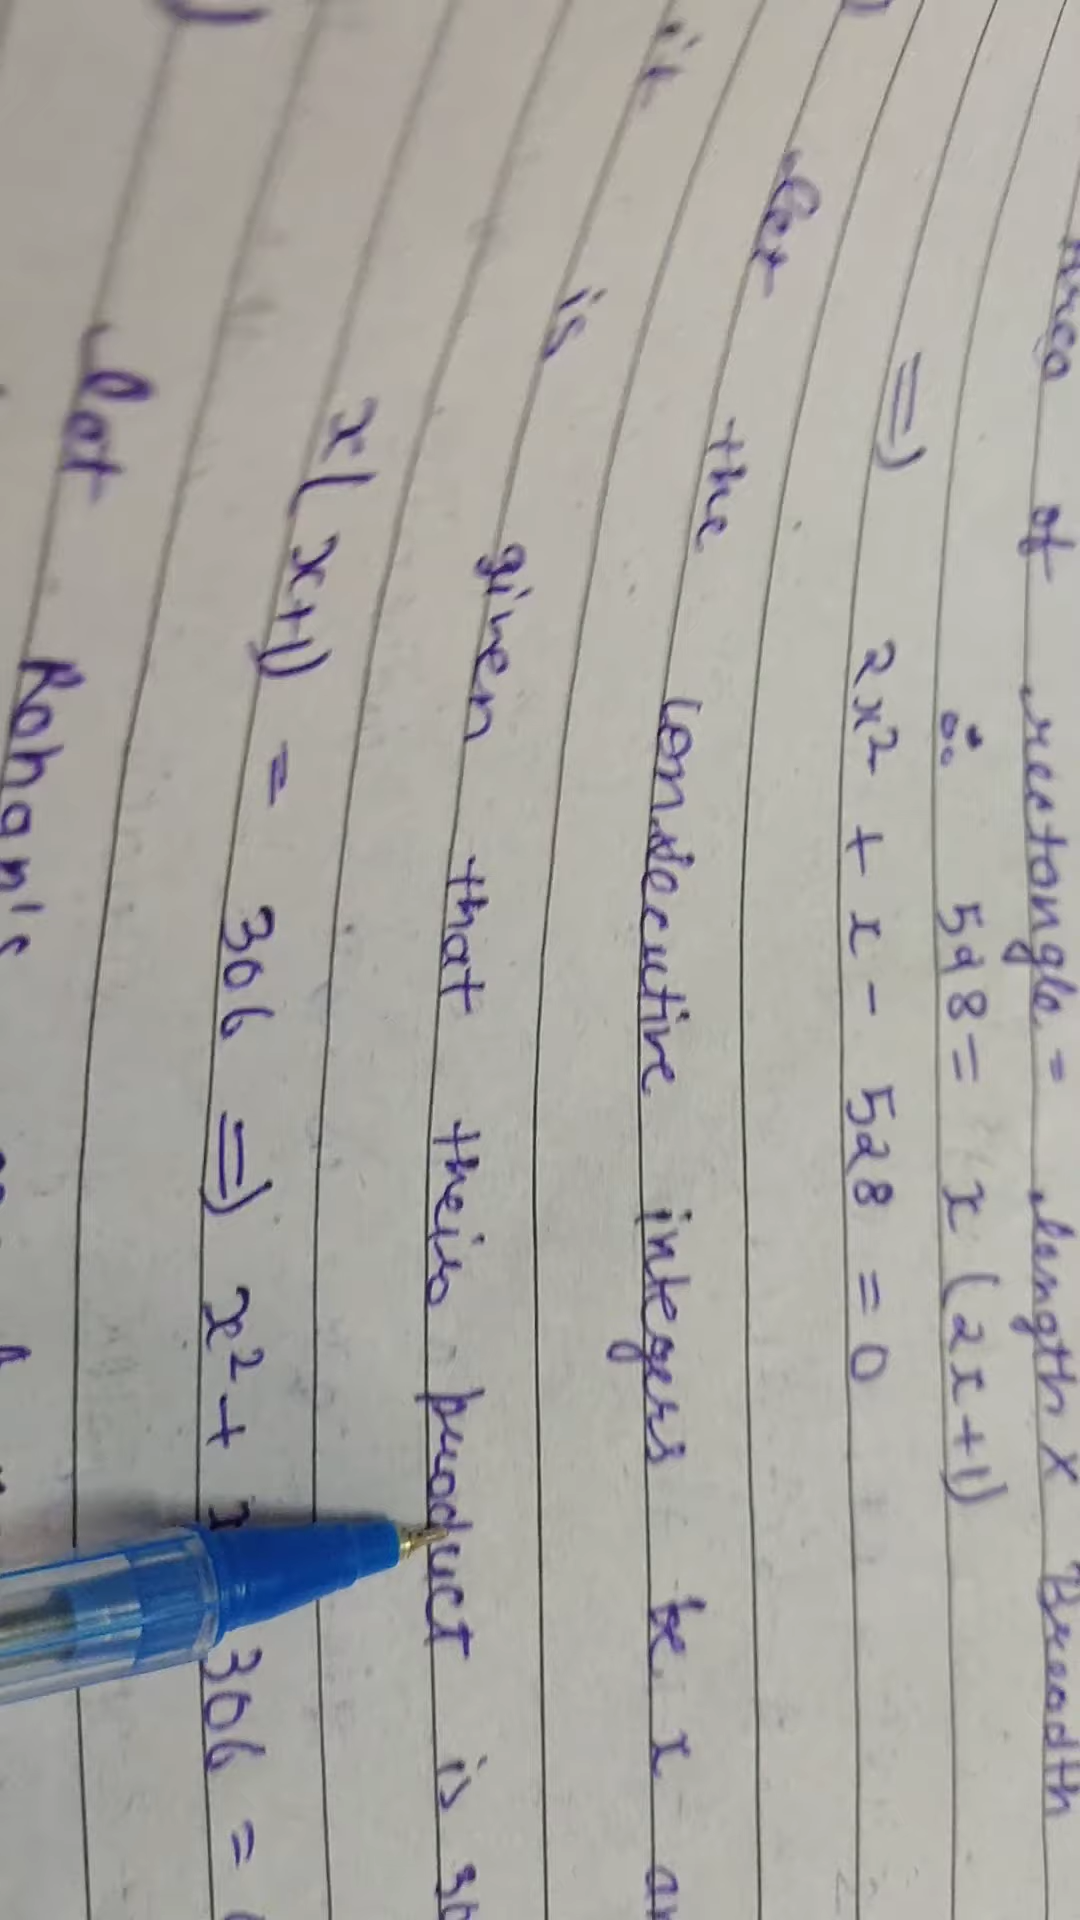 Area of rectangle = length x Breadth
∴ 528 = x (2x+1)
=) 2x² + x - 528 = 0
Let the consecutive integers be x
it is given that their product is
x(x+1) = 306 =) x² + 306 =
let Rohan's